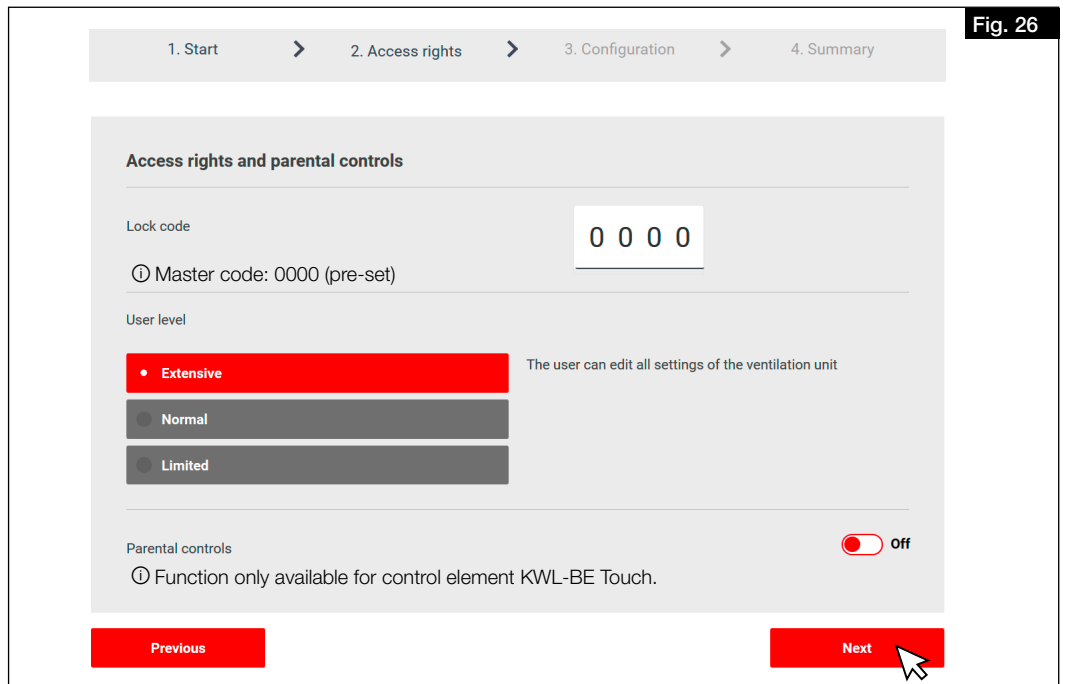 Fig. 26
1. Start
2. Access rights
3. Configuration
4. Summary
Access rights and parental controls
Lock code
0 0 0 0
ⓘ Master code: 0000 (pre-set)
User level
Extensive
The user can edit all settings of the ventilation unit
Normal
Limited
Parental controls
Off
ⓘ Function only available for control element KWL-BE Touch.
Previous
Next